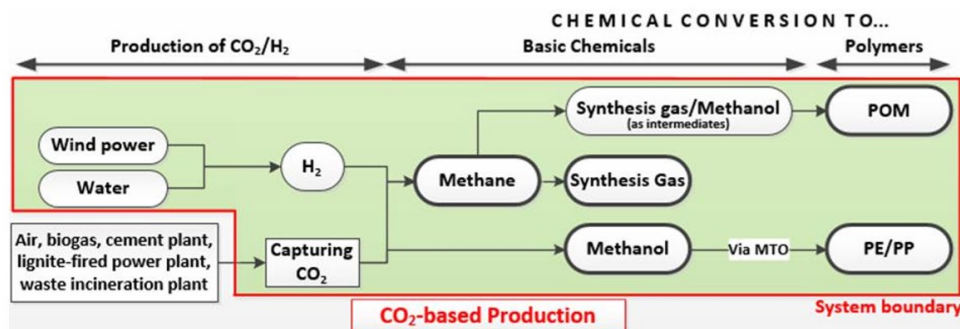 CHEMICAL CONVERSION TO...
Production of CO₂/H₂
Basic Chemicals
Polymers
Synthesis gas/Methanol
(as intermediates)
POM
Wind power
H₂
Water
Methane
Synthesis Gas
Air, biogas, cement plant,
lignite-fired power plant,
waste incineration plant
Capturing
CO₂
Methanol
Via MTO
PE/PP
CO₂-based Production
System boundary